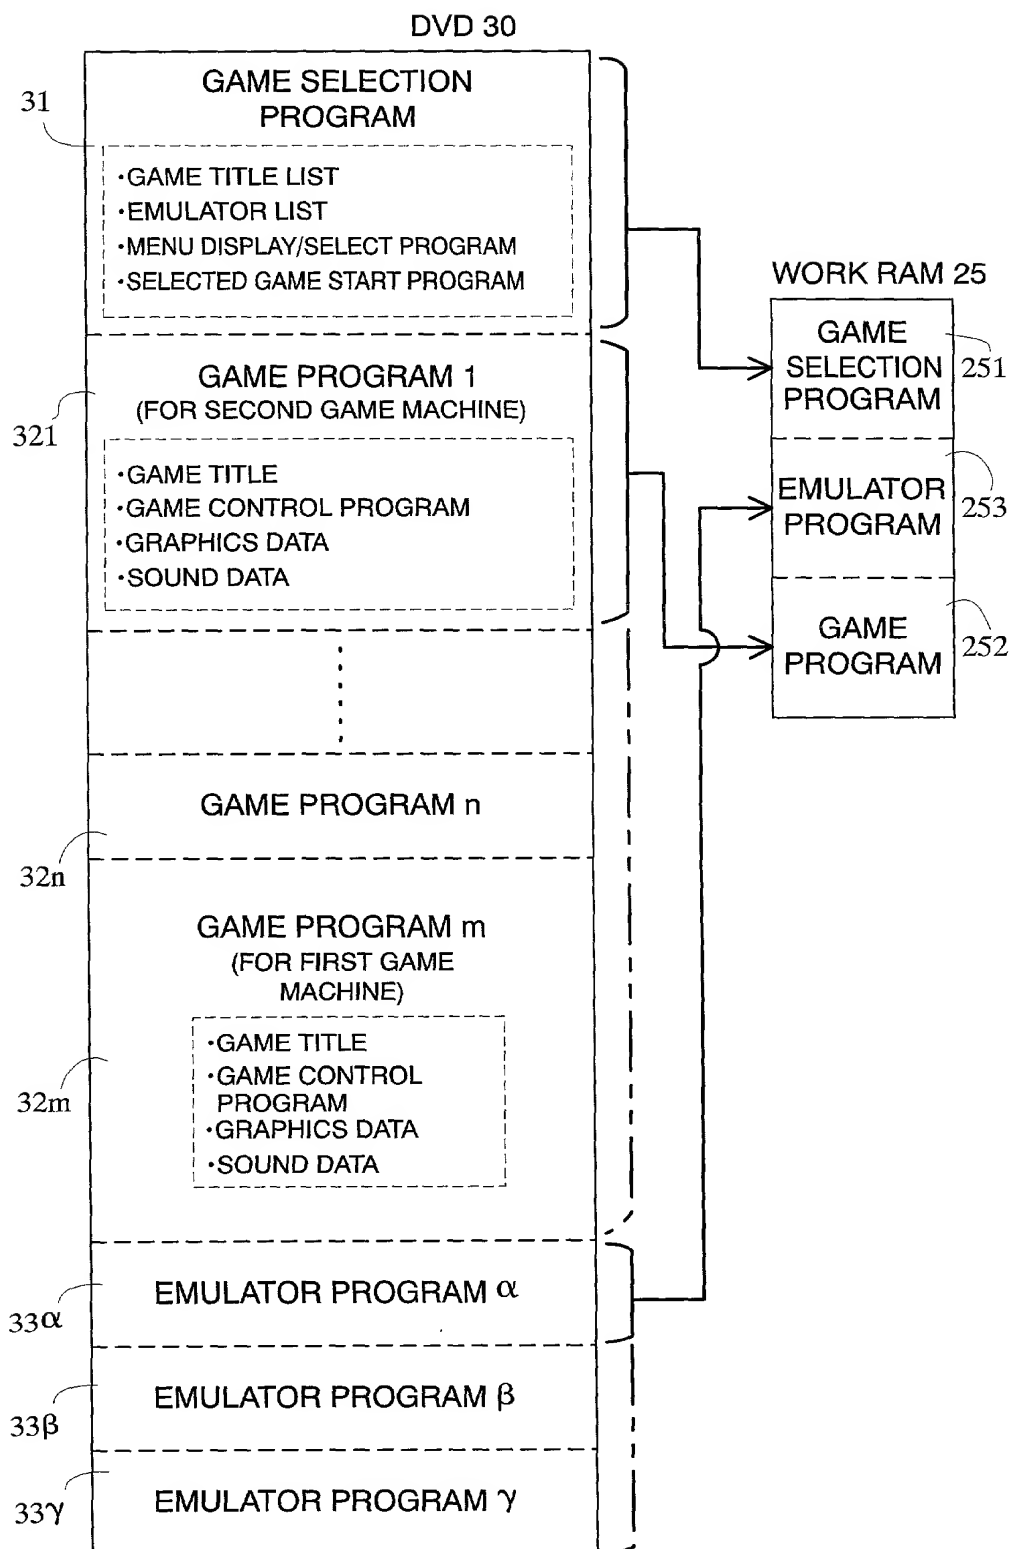 DVD 30
GAME SELECTION
PROGRAM
31
·GAME TITLE LIST
·EMULATOR LIST
·MENU DISPLAY/SELECT PROGRAM
·SELECTED GAME START PROGRAM
GAME PROGRAM 1
(FOR SECOND GAME MACHINE)
321
·GAME TITLE
·GAME CONTROL PROGRAM
·GRAPHICS DATA
·SOUND DATA
GAME PROGRAM n
32n
GAME PROGRAM m
(FOR FIRST GAME
MACHINE)
32m
·GAME TITLE
·GAME CONTROL
PROGRAM
·GRAPHICS DATA
·SOUND DATA
EMULATOR PROGRAM α
33α
EMULATOR PROGRAM β
33β
EMULATOR PROGRAM γ
33γ
WORK RAM 25
GAME
SELECTION
PROGRAM
251
EMULATOR
PROGRAM
253
GAME
PROGRAM
252